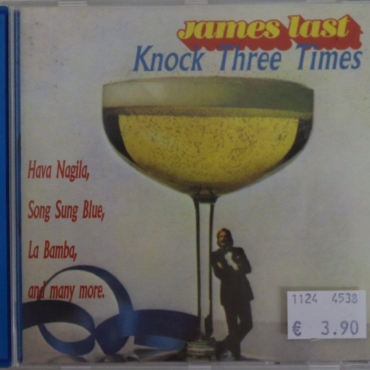 james last
Knock Three Times
Hava Nagila,
Song Sung Blue,
La Bamba,
and many more.
1124 4538
€ 3.90